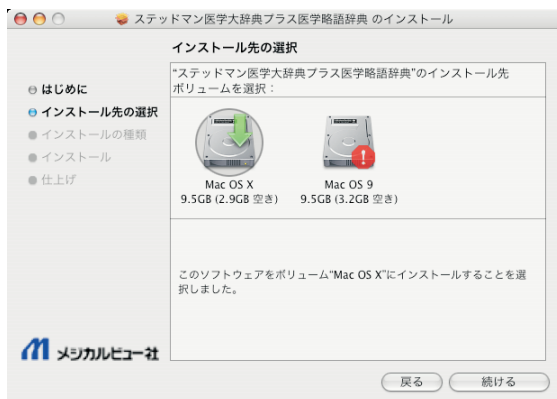 ステッドマン医学大辞典プラス医学略語辞典 のインストール
インストール先の選択
はじめに
インストール先の選択
インストールの種類
インストール
仕上げ
“ステッドマン医学大辞典プラス医学略語辞典”のインストール先
ボリュームを選択：
Mac OS X
9.5GB (2.9GB 空き)
Mac OS 9
9.5GB (3.2GB 空き)
このソフトウェアをボリューム“Mac OS X”にインストールすることを選
択しました。
メジカルビュー社
戻る
続ける